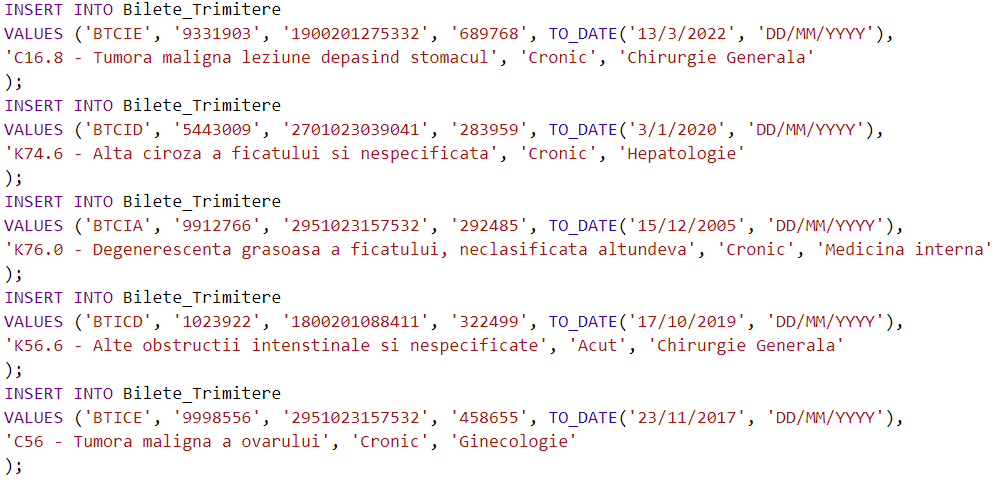 INSERT INTO Bilete_Trimitere
VALUES ('BTCIE', '9331903', '1900201275332', '689768', TO_DATE('13/3/2022', 'DD/MM/YYYY'),
'C16.8 - Tumora maligna leziune depasind stomacul', 'Cronic', 'Chirurgie Generala'
);
INSERT INTO Bilete_Trimitere
VALUES ('BTCID', '5443009', '2701023039041', '283959', TO_DATE('3/1/2020', 'DD/MM/YYYY'),
'K74.6 - Alta ciroza a ficatului si nespecificata', 'Cronic', 'Hepatologie'
);
INSERT INTO Bilete_Trimitere
VALUES ('BTCIA', '9912766', '2951023157532', '292485', TO_DATE('15/12/2005', 'DD/MM/YYYY'),
'K76.0 - Degenerescenta grasoasa a ficatului, neclasificata altundeva', 'Cronic', 'Medicina interna'
);
INSERT INTO Bilete_Trimitere
VALUES ('BTICD', '1023922', '1800201088411', '322499', TO_DATE('17/10/2019', 'DD/MM/YYYY'),
'K56.6 - Alte obstructii intenstinale si nespecificate', 'Acut', 'Chirurgie Generala'
);
INSERT INTO Bilete_Trimitere
VALUES ('BTICE', '9998556', '2951023157532', '458655', TO_DATE('23/11/2017', 'DD/MM/YYYY'),
'C56 - Tumora maligna a ovarului', 'Cronic', 'Ginecologie'
);